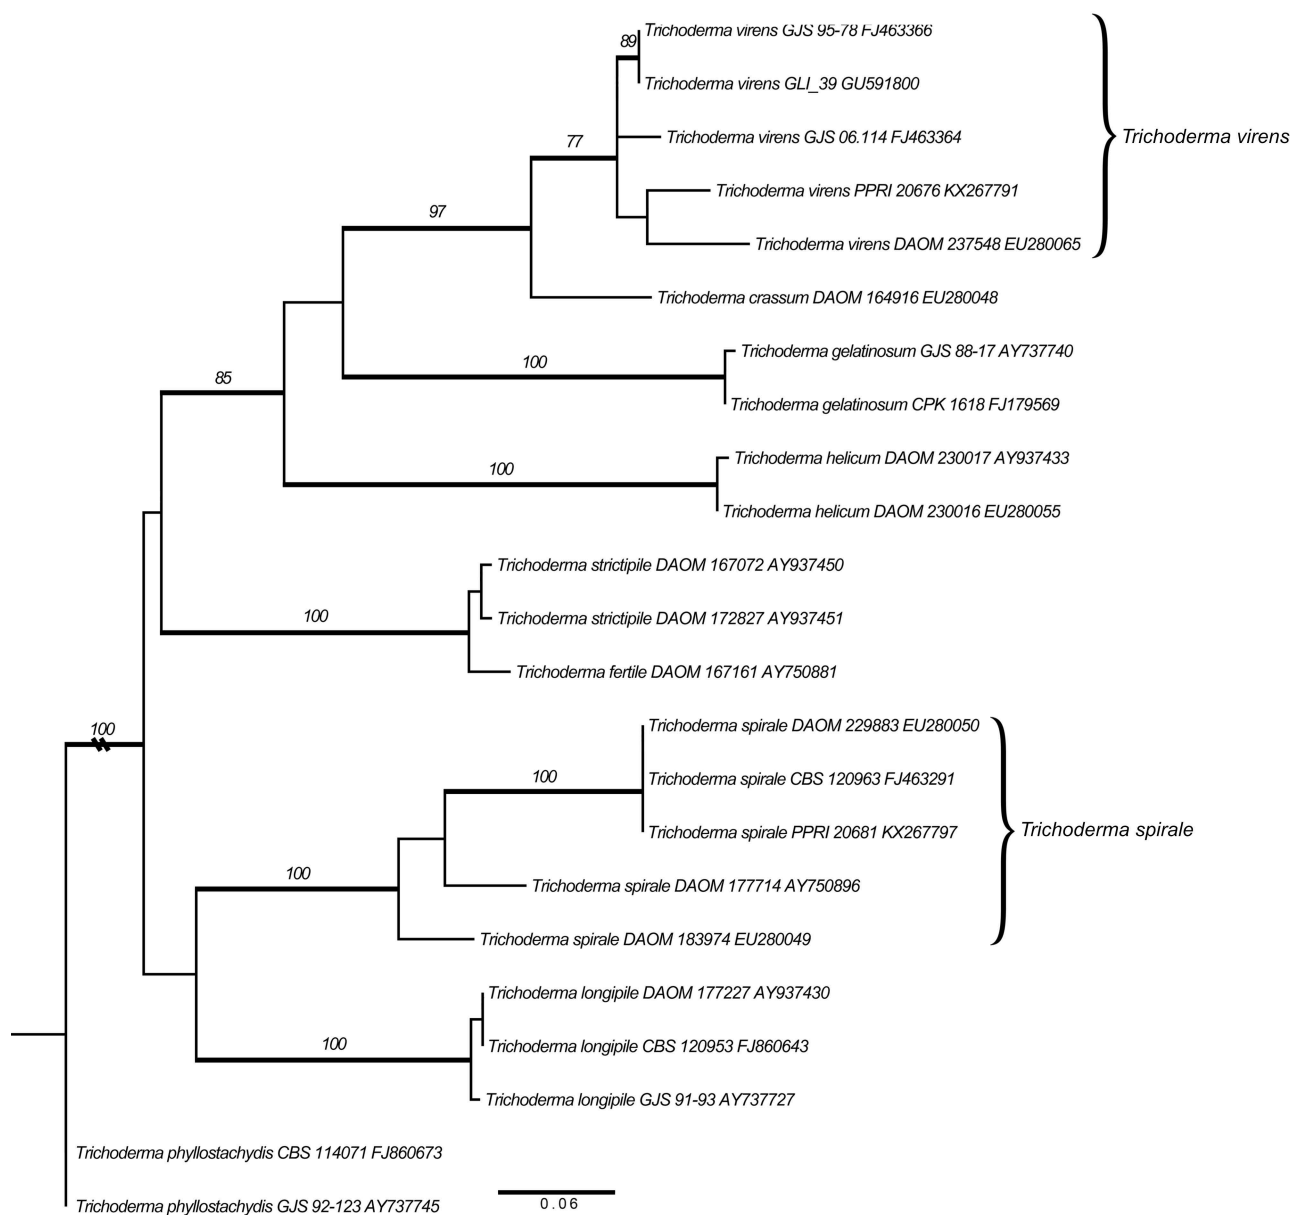 Trichoderma virens GJS 95-78 FJ463366
89
Trichoderma virens GLI_39 GU591800
77
Trichoderma virens GJS 06.114 FJ463364
Trichoderma virens
Trichoderma virens PPRI 20676 KX267791
97
Trichoderma virens DAOM 237548 EU280065
Trichoderma crassum DAOM 164916 EU280048
Trichoderma gelatinosum GJS 88-17 AY737740
100
85
Trichoderma gelatinosum CPK 1618 FJ179569
Trichoderma helicum DAOM 230017 AY937433
100
Trichoderma helicum DAOM 230016 EU280055
Trichoderma strictipile DAOM 167072 AY937450
100
Trichoderma strictipile DAOM 172827 AY937451
Trichoderma fertile DAOM 167161 AY750881
100
Trichoderma spirale DAOM 229883 EU280050
100
Trichoderma spirale CBS 120963 FJ463291
Trichoderma spirale PPRI 20681 KX267797
Trichoderma spirale
100
Trichoderma spirale DAOM 177714 AY750896
Trichoderma spirale DAOM 183974 EU280049
Trichoderma longipile DAOM 177227 AY937430
100
Trichoderma longipile CBS 120953 FJ860643
Trichoderma longipile GJS 91-93 AY737727
Trichoderma phyllostachydis CBS 114071 FJ860673
Trichoderma phyllostachydis GJS 92-123 AY737745
0.06